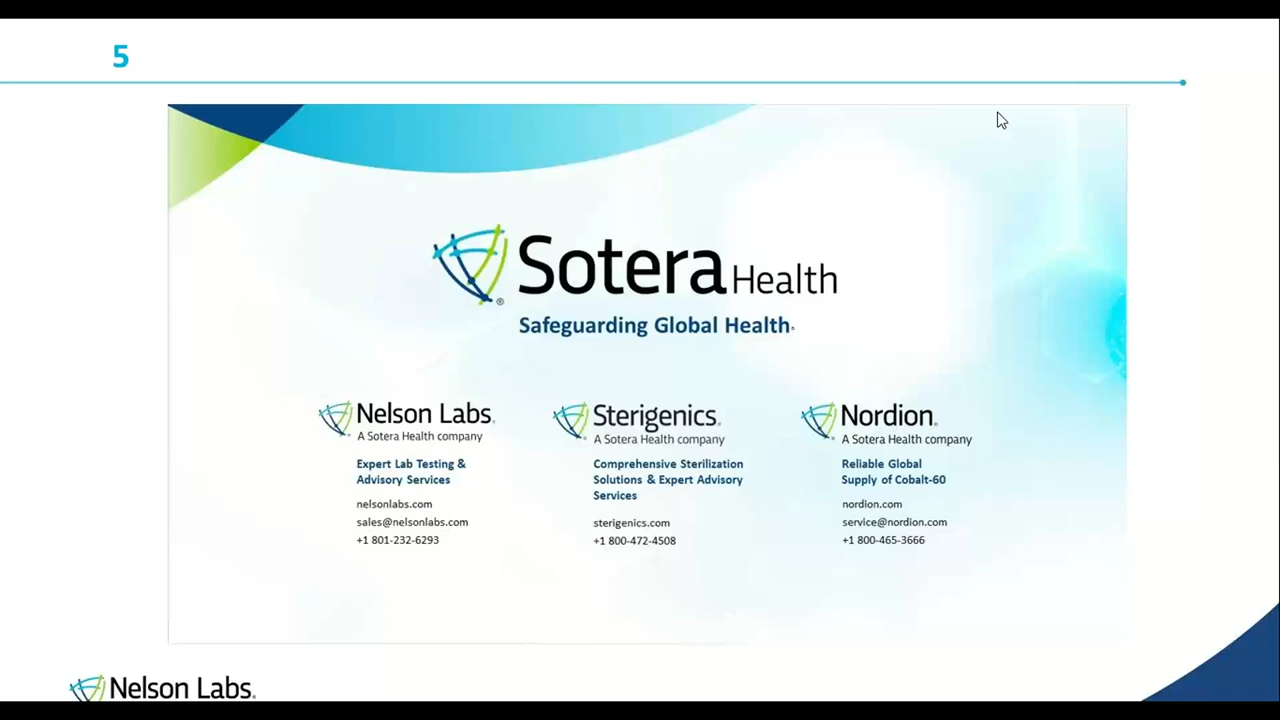 5
Sotera Health
®
Safeguarding Global Health®
Nelson Labs®
A Sotera Health company
Expert Lab Testing &
Advisory Services
nelsonlabs.com
sales@nelsonlabs.com
+1 801-232-6293
Sterigenics®
A Sotera Health company
Comprehensive Sterilization
Solutions & Expert Advisory
Services
sterigenics.com
+1 800-472-4508
Nordion®
A Sotera Health company
Reliable Global
Supply of Cobalt-60
nordion.com
service@nordion.com
+1 800-465-3666
Nelson Labs®